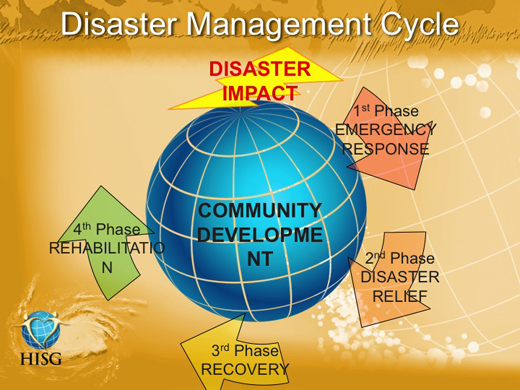 Disaster Management Cycle
DISASTER
IMPACT
1st Phase
EMERGENCY
RESPONSE
COMMUNITY
DEVELOPME
NT
2nd Phase
DISASTER
RELIEF
3rd Phase
RECOVERY
4th Phase
REHABILITATIO
N
HISG